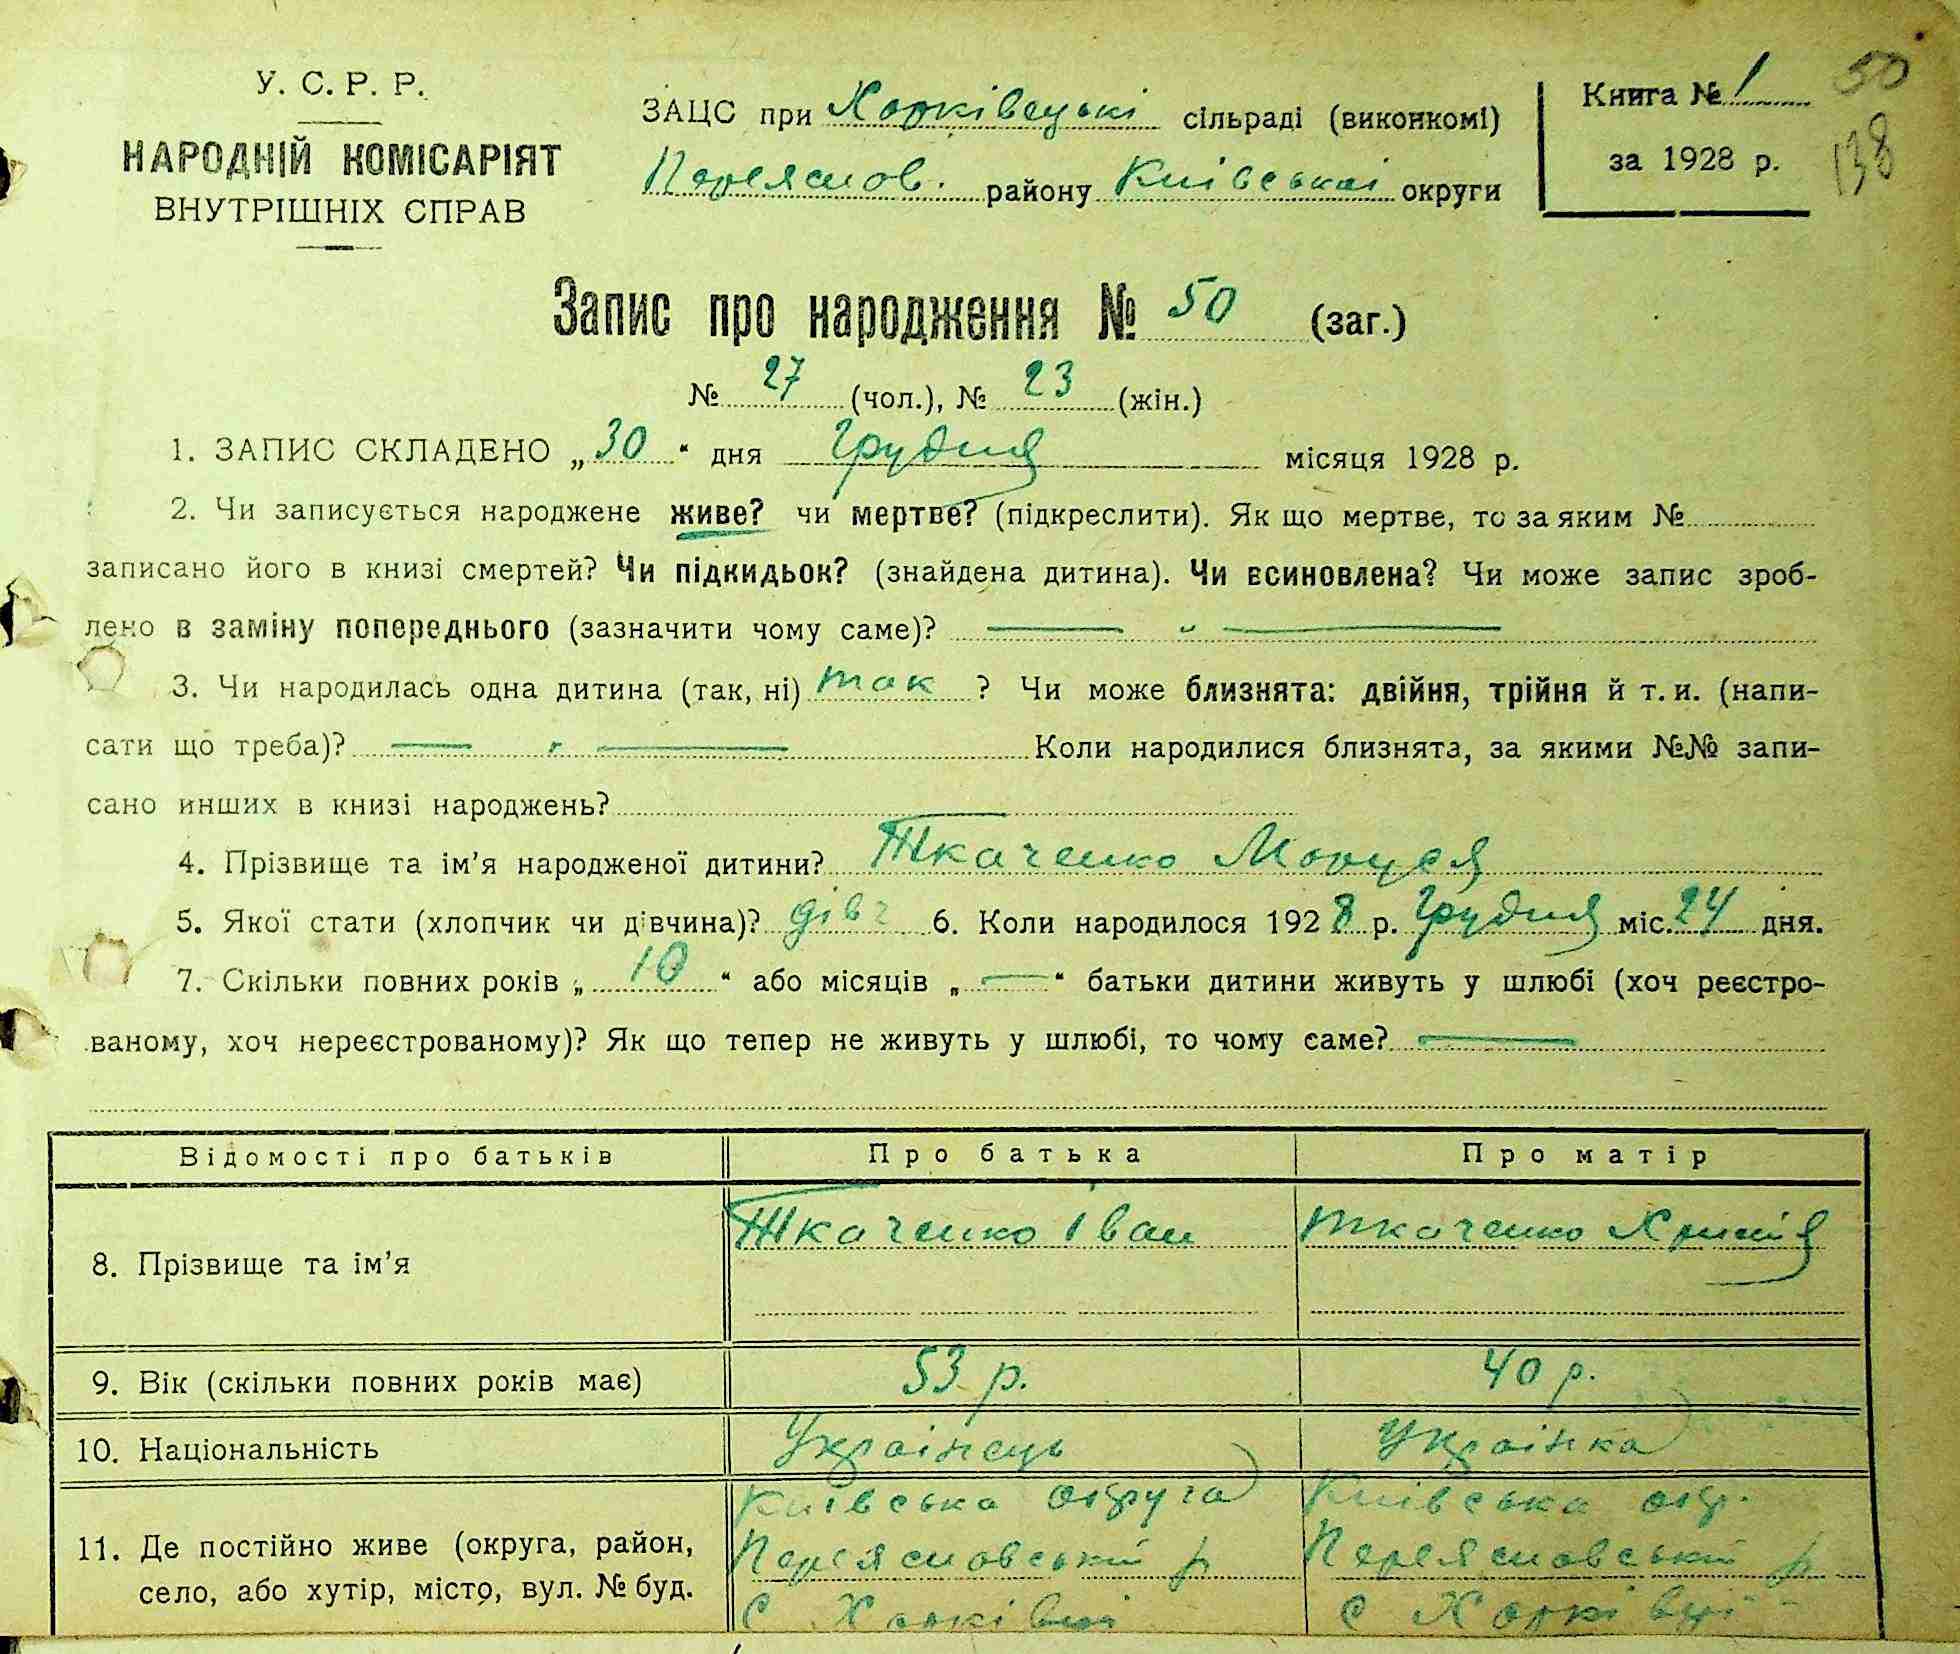 У. С. Р. Р.
НАРОДНІЙ КОМІСАРІЯТ
ВНУТРІШНІХ СПРАВ
ЗАЦС при Харківецькі сільраді (виконкомі)
Переяслов. району Київської округи
Книга № 1
за 1928 р.
50
138
Запис про народження № 50 (заг.)
№ 27 (чол.), № 23 (жін.)
1. ЗАПИС СКЛАДЕНО „30“ дня Грудня місяця 1928 р.
2. Чи записується народжене живе? чи мертве? (підкреслити). Як що мертве, то за яким №
записано його в книзі смертей? Чи підкидьок? (знайдена дитина). Чи всиновлена? Чи може запис зроб-
лено в заміну попереднього (зазначити чому саме)? — „ —
3. Чи народилась одна дитина (так, ні) так ? Чи може близнята: двійня, трійня й т. и. (напи-
сати що треба)? — „ — Коли народилися близнята, за якими №№ запи-
сано инших в книзі народжень?
4. Прізвище та ім’я народженої дитини? Ткаченко Маруся
5. Якої стати (хлопчик чи дівчина)? дівч 6. Коли народилося 1928 р. Грудня міс. 24 дня.
7. Скільки повних років „10“ або місяців „—“ батьки дитини живуть у шлюбі (хоч реєстро-
ваному, хоч нереєстрованому)? Як що тепер не живуть у шлюбі, то чому саме? —
Відомості про батьків Про батька Про матір
8. Прізвище та ім’я Ткаченко Іван Ткаченко Христя
9. Вік (скільки повних років має) 53 р. 40 р.
10. Національність Українець Українка
11. Де постійно живе (округа, район, село, або хутір, місто, вул. № буд.
Київська округа Київська окр.
Переясловський р Переясловській р
С Харківці С Харківці